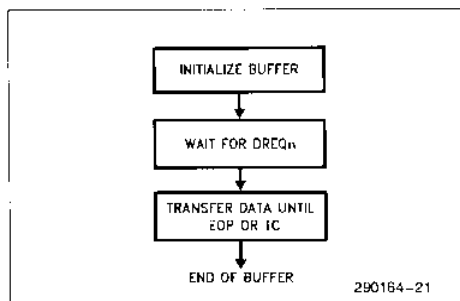 INITIALIZE BUFFER
WAIT FOR DREQn
TRANSFER DATA UNTIL
EOP OR TC
END OF BUFFER
290164-21